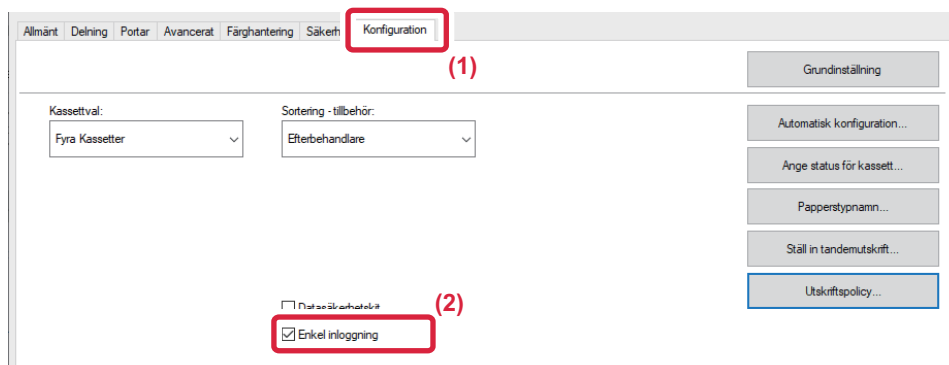 Allmänt Delning Portar Avancerat Färghantering Säkerh Konfiguration
(1)
Grundinställning
Kassettval:
Sortering - tillbehör:
Fyra Kassetter
Efterbehandlare
Automatisk konfiguration...
Ange status för kassett...
Papperstypnamn...
Ställ in tandemutskrift...
Utskriftspolicy...
Datasäkerhetskit
(2)
Enkel inloggning